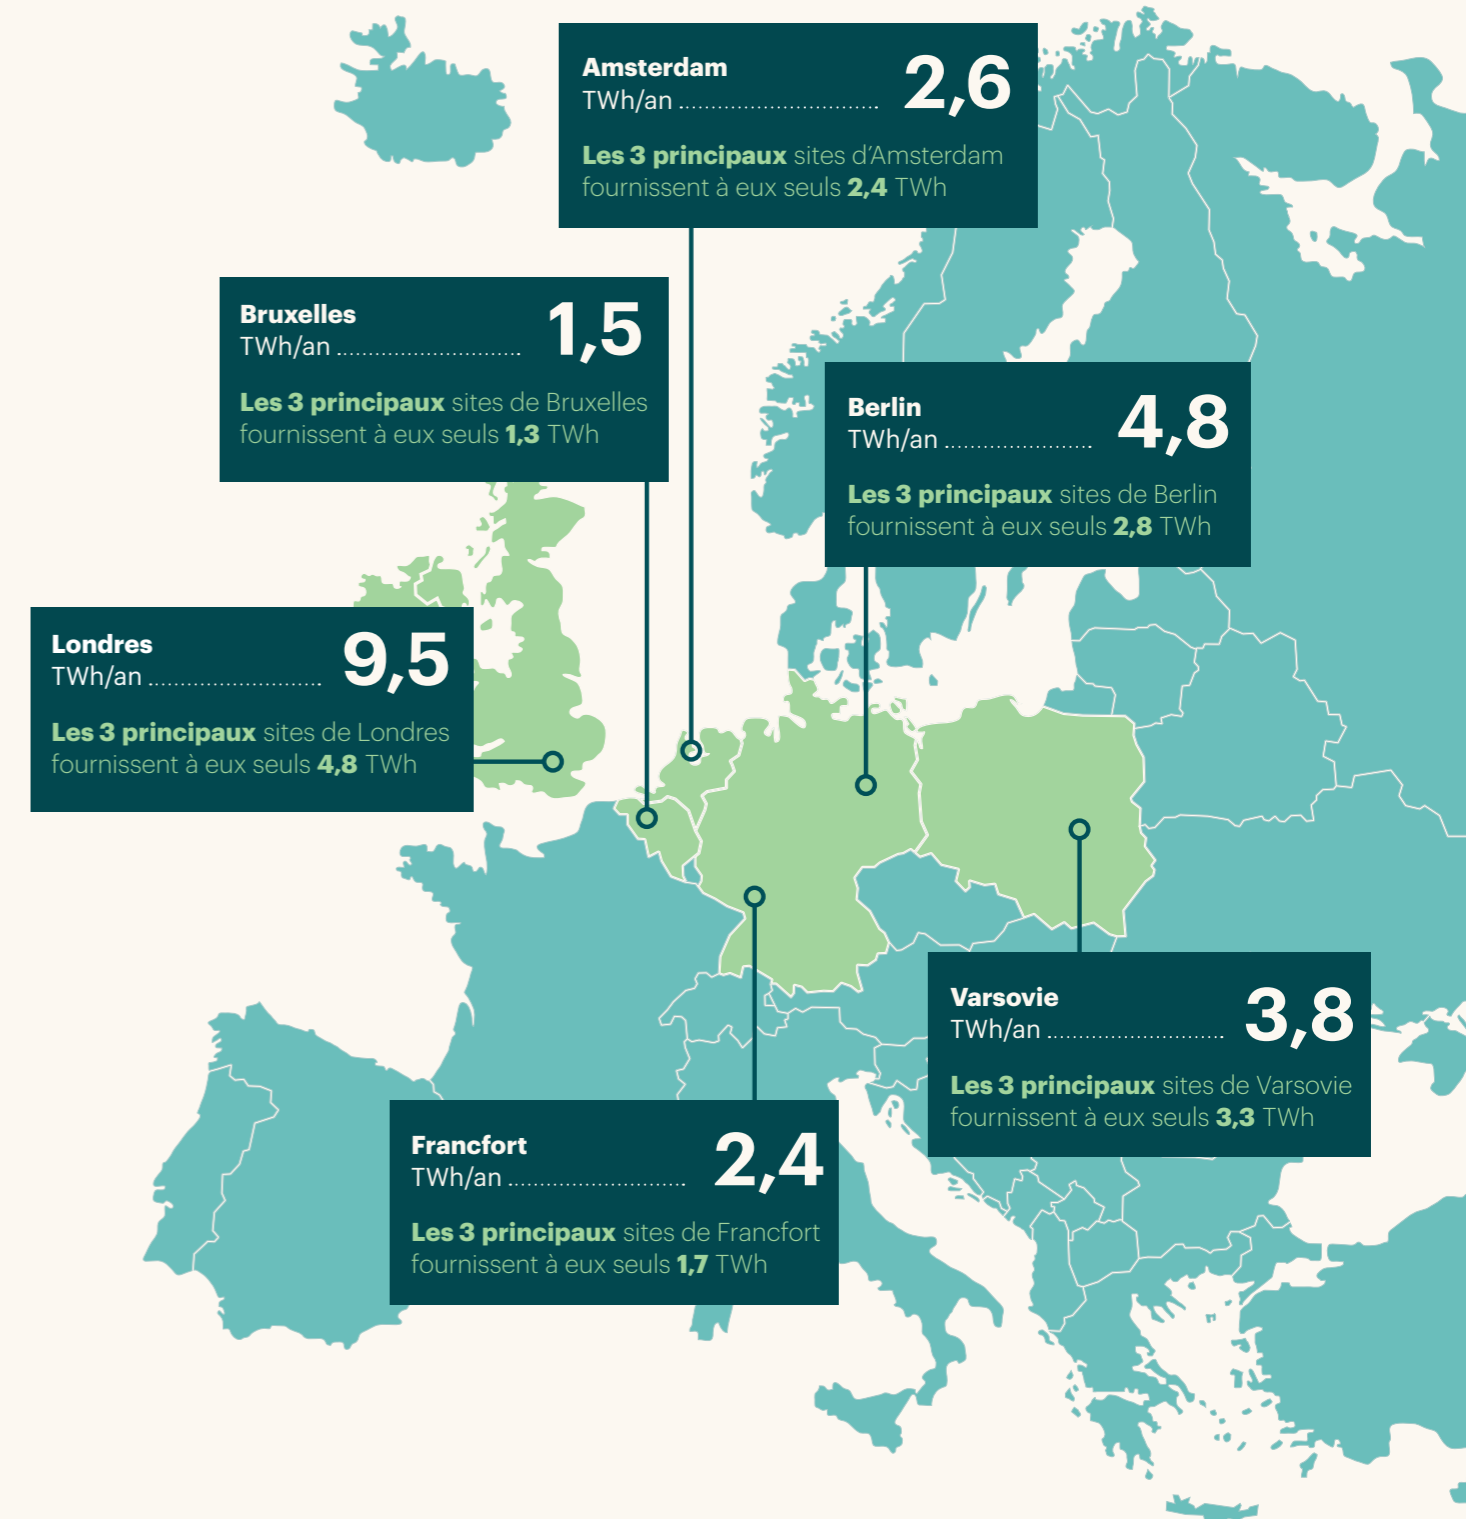 Amsterdam
TWh/an ............................... 2,6
Les 3 principaux sites d'Amsterdam
fournissent à eux seuls 2,4 TWh
Bruxelles
TWh/an ............................. 1,5
Les 3 principaux sites de Bruxelles
fournissent à eux seuls 1,3 TWh
Berlin
TWh/an ....................... 4,8
Les 3 principaux sites de Berlin
fournissent à eux seuls 2,8 TWh
Londres
TWh/an ........................... 9,5
Les 3 principaux sites de Londres
fournissent à eux seuls 4,8 TWh
Varsovie
TWh/an ............................ 3,8
Les 3 principaux sites de Varsovie
fournissent à eux seuls 3,3 TWh
Francfort
TWh/an ............................ 2,4
Les 3 principaux sites de Francfort
fournissent à eux seuls 1,7 TWh